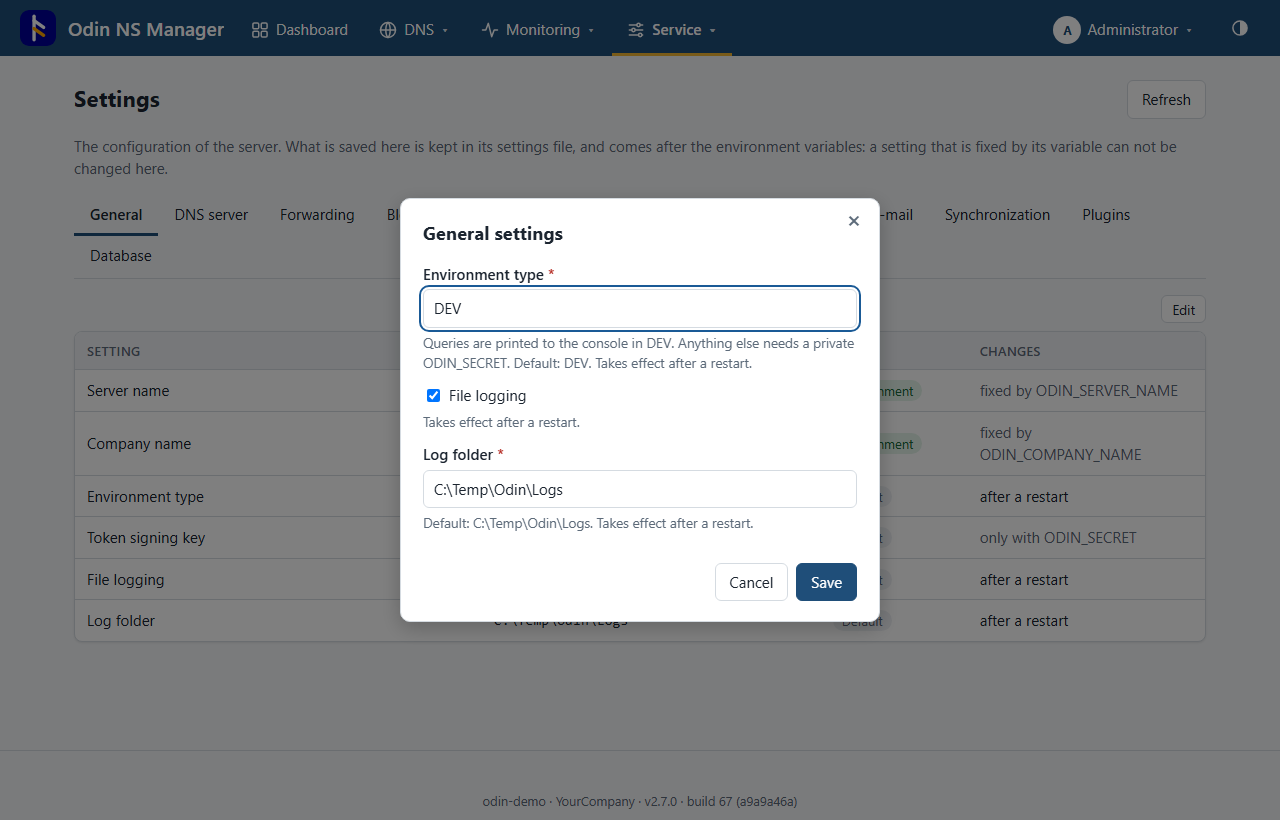 Odin NS Manager
Dashboard
DNS
Monitoring
Service
A
Administrator
Settings
Refresh
The configuration of the server. What is saved here is kept in its settings file, and comes after the environment variables: a setting that is fixed by its variable can not be
changed here.
General
DNS server
Forwarding
-mail
Synchronization
Plugins
Database
General settings
Environment type *
DEV
Queries are printed to the console in DEV. Anything else needs a private
ODIN_SECRET. Default: DEV. Takes effect after a restart.
File logging
Takes effect after a restart.
Log folder *
C:\Temp\Odin\Logs
Default: C:\Temp\Odin\Logs. Takes effect after a restart.
Cancel
Save
Edit
SETTING
CHANGES
Server name
fixed by ODIN_SERVER_NAME
Company name
fixed by
ODIN_COMPANY_NAME
Environment type
after a restart
Token signing key
only with ODIN_SECRET
File logging
after a restart
Log folder
C:\Temp\Odin\Logs
Default
after a restart
odin-demo · YourCompany · v2.7.0 · build 67 (a9a9a46a)